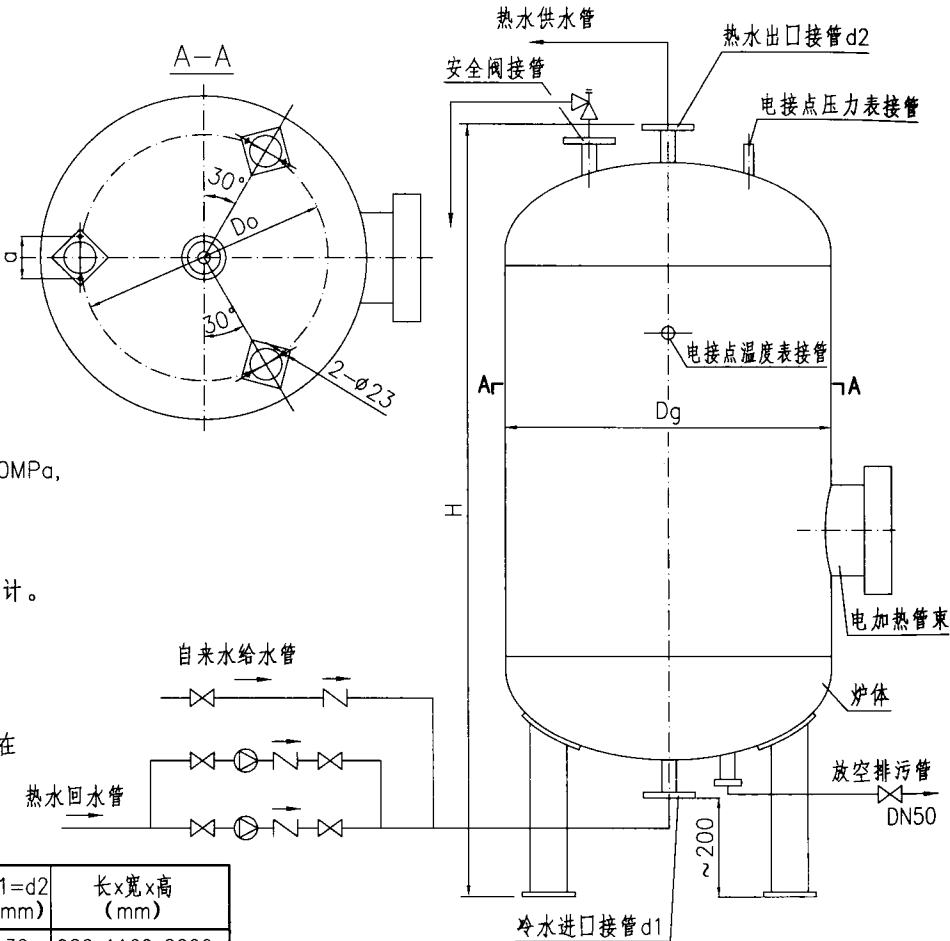 热水供水管
热水出口接管d2
A-A
安全阀接管
电接点压力表接管
30°
Do
a
30°
2-ø23
电接点温度表接管
A
A
Dg
0MPa,
H
计。
电加热管束
自来水给水管
炉体
在
热水回水管
放空排污管
DN50
~200
1=d2
mm)
长x宽x高
(mm)
冷水进口接管d1